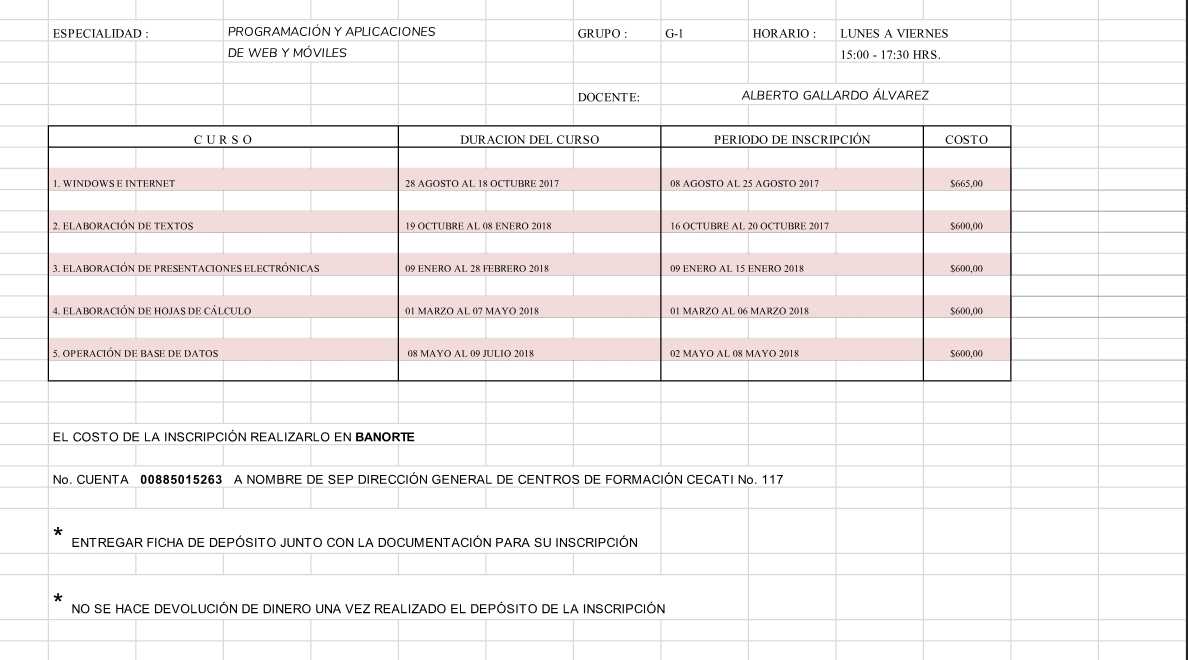 ESPECIALIDAD : PROGRAMACIÓN Y APLICACIONES GRUPO : G-1 HORARIO : LUNES A VIERNES
DE WEB Y MÓVILES 15:00 - 17:30 HRS.
DOCENTE: ALBERTO GALLARDO ÁLVAREZ
C U R S O DURACION DEL CURSO PERIODO DE INSCRIPCIÓN COSTO
1. WINDOWS E INTERNET 28 AGOSTO AL 18 OCTUBRE 2017 08 AGOSTO AL 25 AGOSTO 2017 $665,00
2. ELABORACIÓN DE TEXTOS 19 OCTUBRE AL 08 ENERO 2018 16 OCTUBRE AL 20 OCTUBRE 2017 $600,00
3. ELABORACIÓN DE PRESENTACIONES ELECTRÓNICAS 09 ENERO AL 28 FEBRERO 2018 09 ENERO AL 15 ENERO 2018 $600,00
4. ELABORACIÓN DE HOJAS DE CÁLCULO 01 MARZO AL 07 MAYO 2018 01 MARZO AL 06 MARZO 2018 $600,00
5. OPERACIÓN DE BASE DE DATOS 08 MAYO AL 09 JULIO 2018 02 MAYO AL 08 MAYO 2018 $600,00
EL COSTO DE LA INSCRIPCIÓN REALIZARLO EN BANORTE
No. CUENTA 00885015263 A NOMBRE DE SEP DIRECCIÓN GENERAL DE CENTROS DE FORMACIÓN CECATI No. 117
* ENTREGAR FICHA DE DEPÓSITO JUNTO CON LA DOCUMENTACIÓN PARA SU INSCRIPCIÓN
* NO SE HACE DEVOLUCIÓN DE DINERO UNA VEZ REALIZADO EL DEPÓSITO DE LA INSCRIPCIÓN